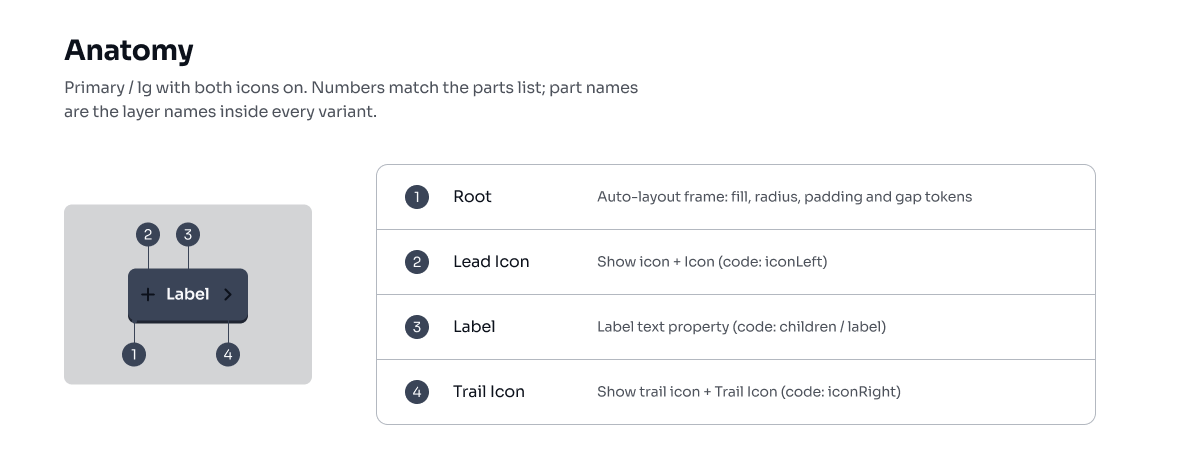 Anatomy
Primary / lg with both icons on. Numbers match the parts list; part names
are the layer names inside every variant.
2 3
Label
1 4
1 Root Auto-layout frame: fill, radius, padding and gap tokens
2 Lead Icon Show icon + Icon (code: iconLeft)
3 Label Label text property (code: children / label)
4 Trail Icon Show trail icon + Trail Icon (code: iconRight)